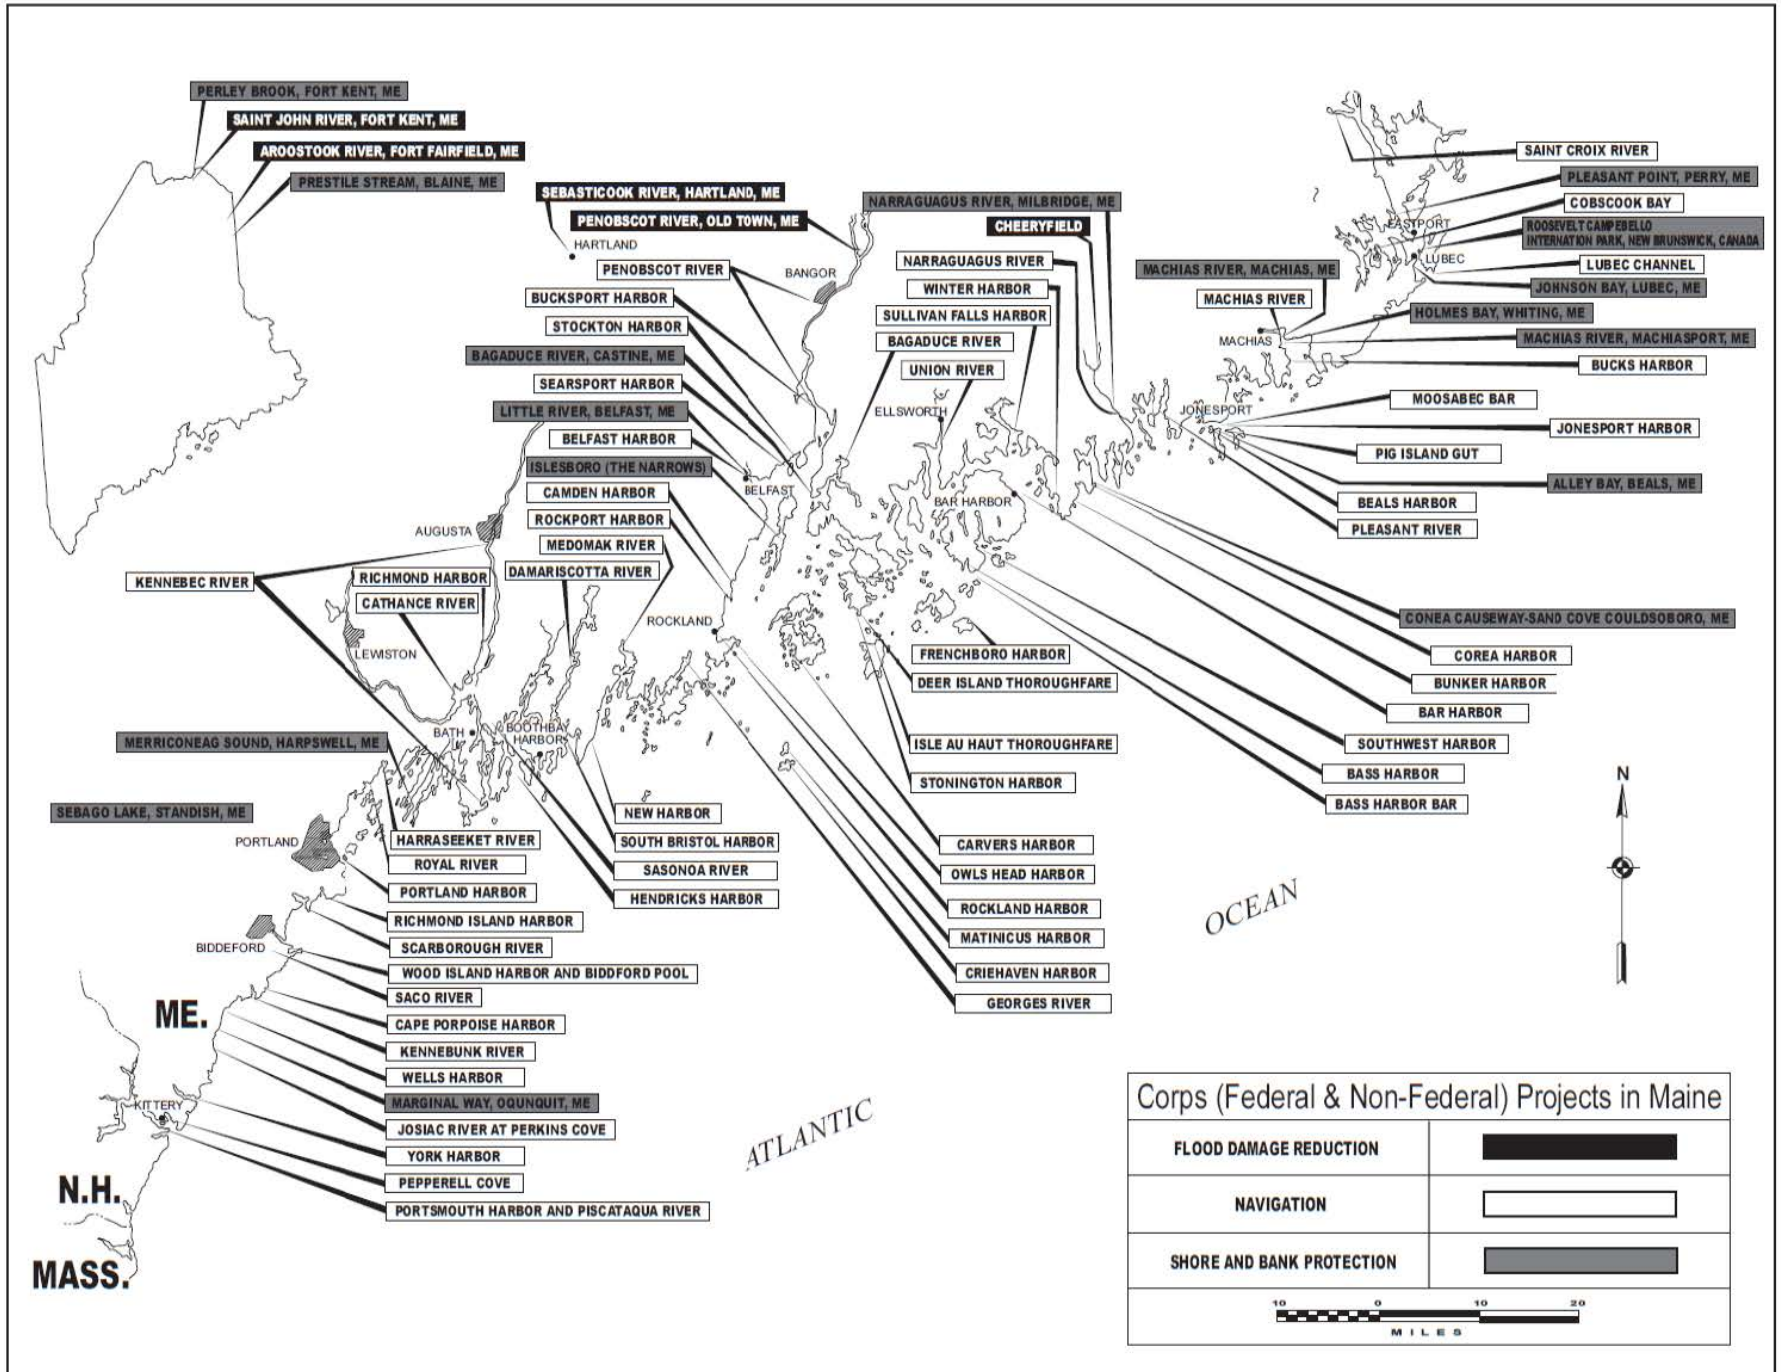 PERLEY BROOK, FORT KENT, ME
SAINT JOHN RIVER, FORT KENT, ME
AROOSTOOK RIVER, FORT FAIRFIELD, ME
PRESTILE STREAM, BLAINE, ME
SEBASTICOOK RIVER, HARTLAND, ME
PENOBSCOT RIVER, OLD TOWN, ME
HARTLAND
PENOBSCOT RIVER
BANGOR
BUCKSPORT HARBOR
STOCKTON HARBOR
BAGADUCE RIVER, CASTINE, ME
SEARSPORT HARBOR
LITTLE RIVER, BELFAST, ME
BELFAST HARBOR
ISLESBORO (THE NARROWS)
BELFAST
CAMDEN HARBOR
ROCKPORT HARBOR
MEDOMAK RIVER
DAMARISCOTTA RIVER
NARRAGUAGUS RIVER, MILBRIDGE, ME
CHEERYFIELD
NARRAGUAGUS RIVER
WINTER HARBOR
SULLIVAN FALLS HARBOR
BAGADUCE RIVER
UNION RIVER
ELLSWORTH
BAR HARBOR
SAINT CROIX RIVER
PLEASANT POINT, PERRY, ME
COBSCOOK BAY
EASTPORT
ROOSEVELT CAMPEBELLO
INTERNATION PARK, NEW BRUNSWICK, CANADA
LUBEC
LUBEC CHANNEL
MACHIAS RIVER, MACHIAS, ME
JOHNSON BAY, LUBEC, ME
MACHIAS RIVER
HOLMES BAY, WHITING, ME
MACHIAS
MACHIAS RIVER, MACHIASPORT, ME
BUCKS HARBOR
MOOSABEC BAR
JONESPORT
JONESPORT HARBOR
PIG ISLAND GUT
ALLEY BAY, BEALS, ME
BEALS HARBOR
PLEASANT RIVER
AUGUSTA
KENNEBEC RIVER
RICHMOND HARBOR
CATHANCE RIVER
LEWISTON
ROCKLAND
BATH
BOOTHBAY
HARBOR
FRENCHBORO HARBOR
DEER ISLAND THOROUGHFARE
ISLE AU HAUT THOROUGHFARE
STONINGTON HARBOR
CONEA CAUSEWAY-SAND COVE COULDSOBORO, ME
COREA HARBOR
BUNKER HARBOR
BAR HARBOR
SOUTHWEST HARBOR
BASS HARBOR
BASS HARBOR BAR
MERRICONEAG SOUND, HARPSWELL, ME
SEBAGO LAKE, STANDISH, ME
PORTLAND
HARRASEEKET RIVER
ROYAL RIVER
PORTLAND HARBOR
RICHMOND ISLAND HARBOR
SCARBOROUGH RIVER
BIDDEFORD
WOOD ISLAND HARBOR AND BIDDFORD POOL
SACO RIVER
CAPE PORPOISE HARBOR
KENNEBUNK RIVER
WELLS HARBOR
MARGINAL WAY, OQUNQUIT, ME
JOSIAC RIVER AT PERKINS COVE
YORK HARBOR
PEPPERELL COVE
PORTSMOUTH HARBOR AND PISCATAQUA RIVER
KITTERY
NEW HARBOR
SOUTH BRISTOL HARBOR
SASONOA RIVER
HENDRICKS HARBOR
CARVERS HARBOR
OWLS HEAD HARBOR
ROCKLAND HARBOR
MATINICUS HARBOR
CRIEHAVEN HARBOR
GEORGES RIVER
ME.
N.H.
MASS.
ATLANTIC
OCEAN
N
Corps (Federal & Non-Federal) Projects in Maine
FLOOD DAMAGE REDUCTION
NAVIGATION
SHORE AND BANK PROTECTION
10 0 10 20
MILES